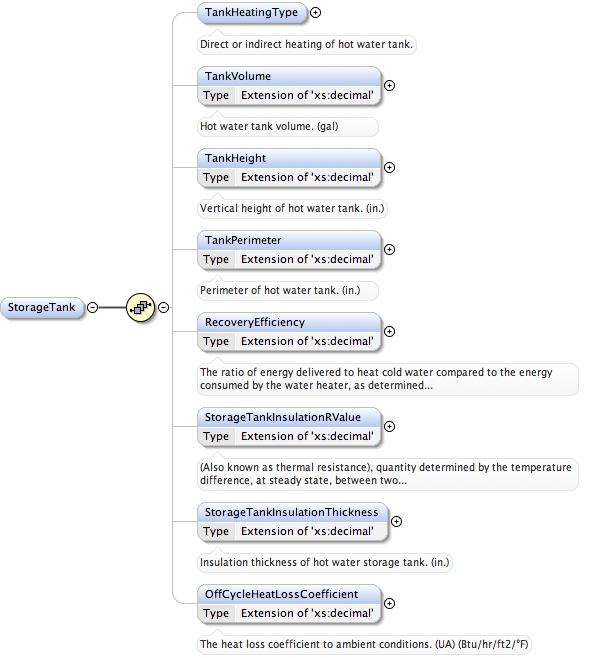 TankHeatingType
Direct or indirect heating of hot water tank.
TankVolume
Type Extension of 'xs:decimal'
Hot water tank volume. (gal)
TankHeight
Type Extension of 'xs:decimal'
Vertical height of hot water tank. (in.)
TankPerimeter
Type Extension of 'xs:decimal'
Perimeter of hot water tank. (in.)
StorageTank
RecoveryEfficiency
Type Extension of 'xs:decimal'
The ratio of energy delivered to heat cold water compared to the energy
consumed by the water heater, as determined...
StorageTankInsulationRValue
Type Extension of 'xs:decimal'
(Also known as thermal resistance), quantity determined by the temperature
difference, at steady state, between two...
StorageTankInsulationThickness
Type Extension of 'xs:decimal'
Insulation thickness of hot water storage tank. (in.)
OffCycleHeatLossCoefficient
Type Extension of 'xs:decimal'
The heat loss coefficient to ambient conditions. (UA) (Btu/hr/ft2/°F)